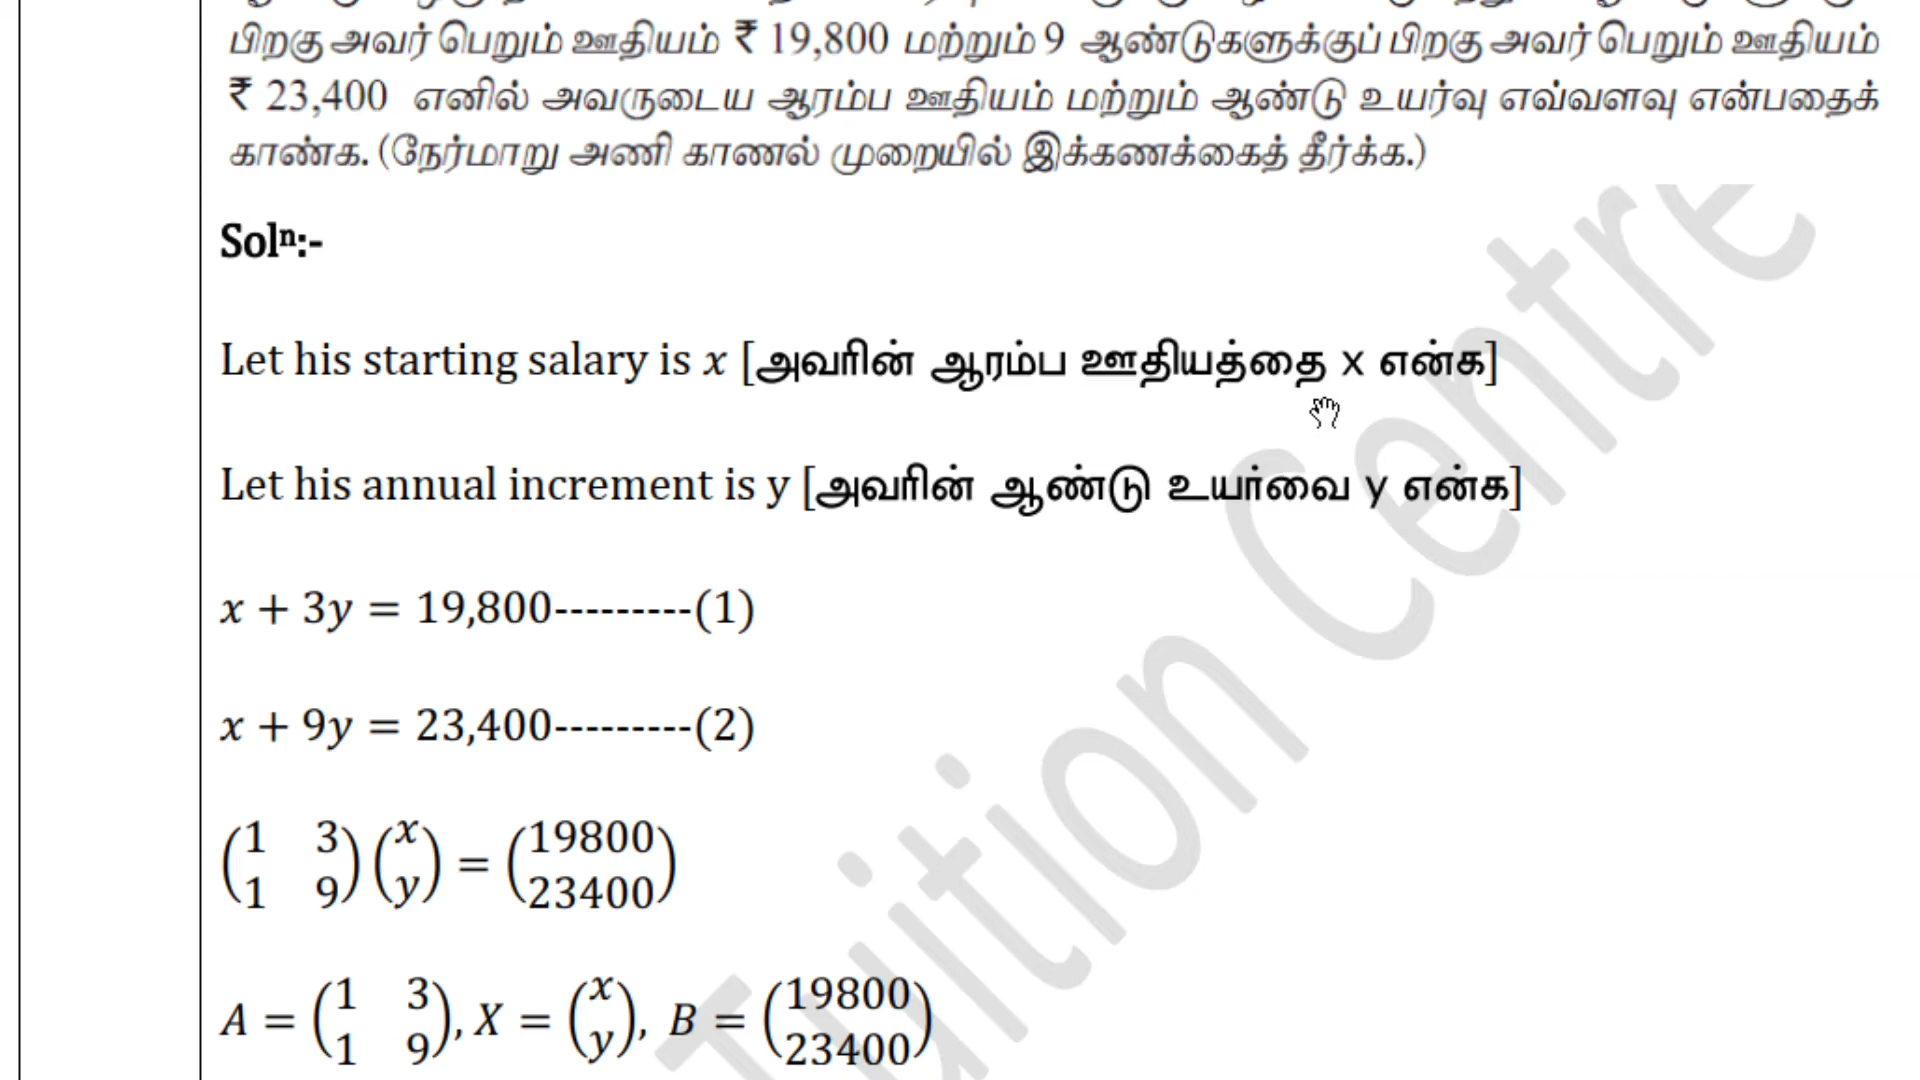 பிறகு அவர் பெறும் ஊதியம் ₹ 19,800 மற்றும் 9 ஆண்டுகளுக்குப் பிறகு அவர் பெறும் ஊதியம்
₹ 23,400 எனில் அவருடைய ஆரம்ப ஊதியம் மற்றும் ஆண்டு உயர்வு எவ்வளவு என்பதைக்
காண்க. (நேர்மாறு அணி காணல் முறையில் இக்கணக்கைத் தீர்க்க.)
Solⁿ:-
Let his starting salary is x [அவரின் ஆரம்ப ஊதியத்தை x என்க]
Let his annual increment is y [அவரின் ஆண்டு உயர்வை y என்க]
x + 3y = 19,800---------(1)
x + 9y = 23,400---------(2)
(1 3; 1 9)(x; y) = (19800; 23400)
A = (1 3; 1 9), X = (x; y), B = (19800; 23400)
Tuition Centre